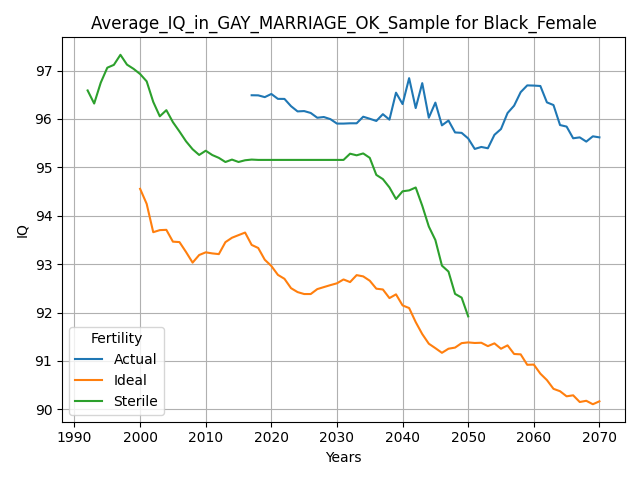 Average_IQ_in_GAY_MARRIAGE_OK_Sample for Black_Female
97
96
95
94
93
92
91
90
IQ
Fertility
Actual
Ideal
Sterile
1990 2000 2010 2020 2030 2040 2050 2060 2070
Years